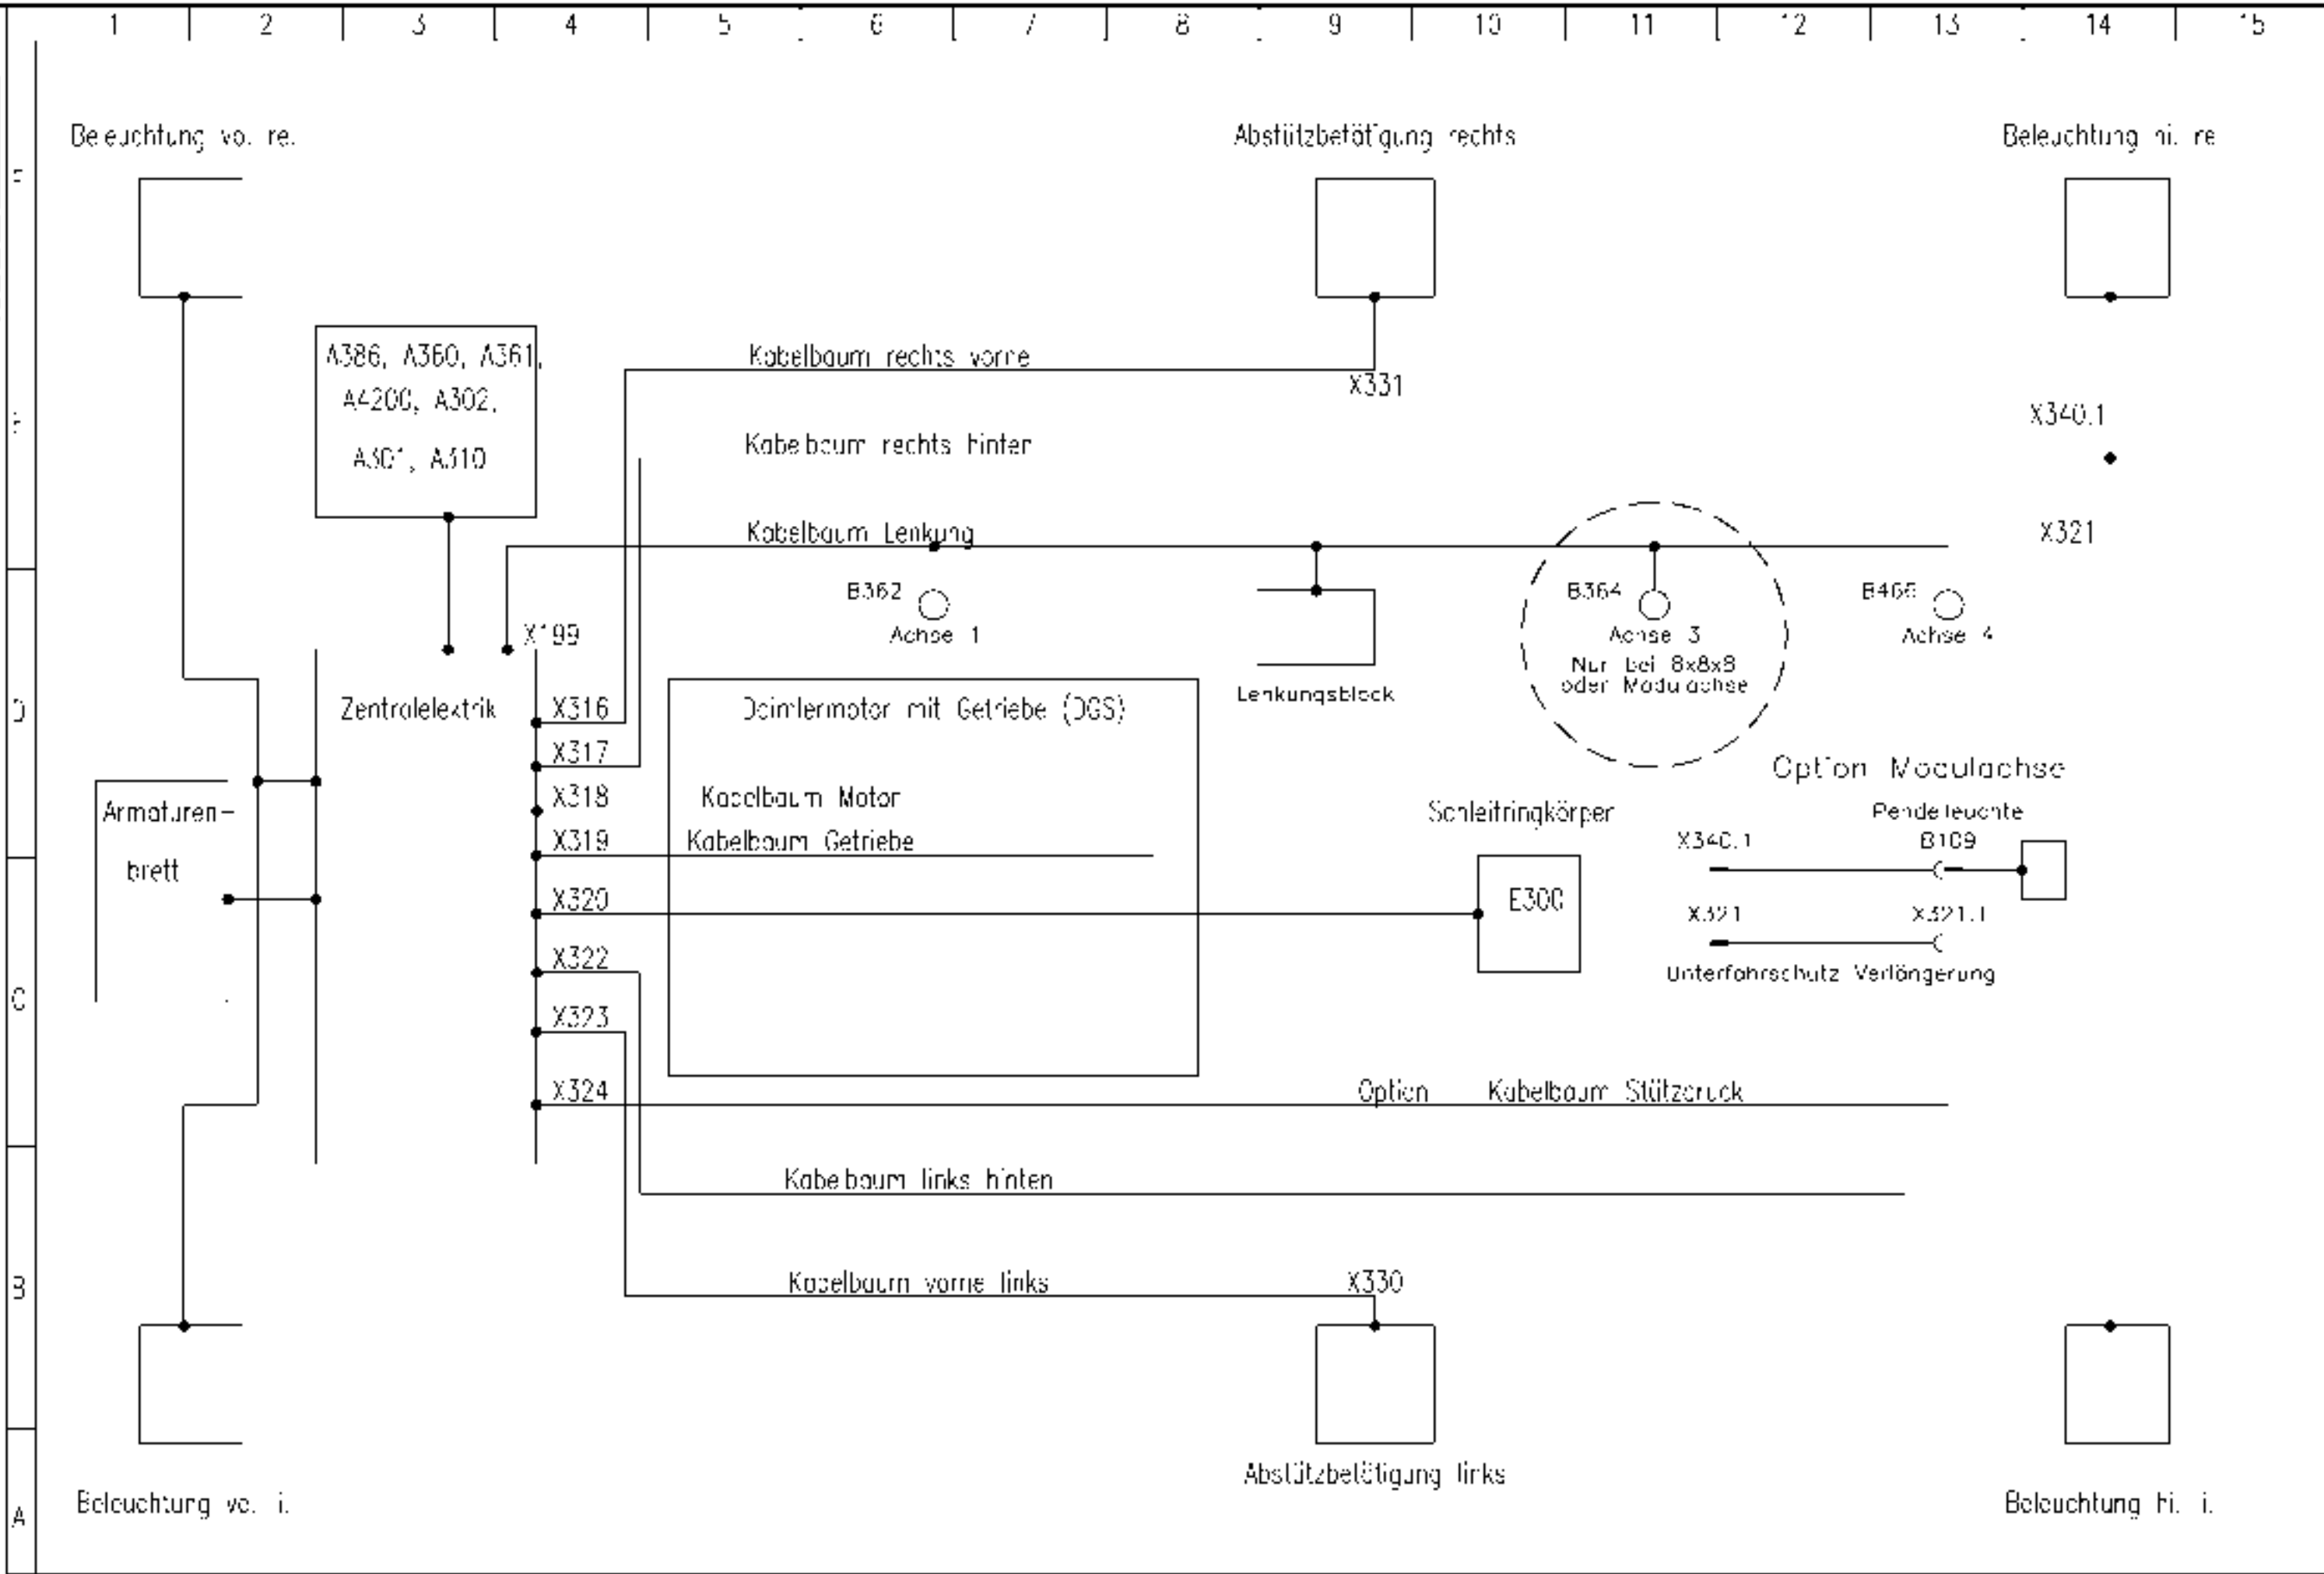 1 2 3 4 5 6 7 8 9 10 11 12 13 14 15
Beleuchtung vo. re.
Abstützbetätigung rechts
Beleuchtung hi. re
A386, A360, A361,
A4200, A302,
A301, A310
Kabelbaum rechts vorne
X331
X340.1
Kabelbaum rechts hinten
X321
Kabelbaum Lenkung
B362
Achse 1
B364
Achse 3
Nur bei 8x8x8
oder Modulachse
B466
Achse 4
X199
Lenkungsblock
Zentralelektrik
X316
Daimlermotor mit Getriebe (DGS)
D
X317
Option Modulachse
Armaturen-
brett
X318
Kabelbaum Motor
Schleifringkörper
Pendelleuchte
X319
Kabelbaum Getriebe
X340.1
B109
X320
E300
X321
X321.1
X322
Unterfahrschutz Verlängerung
C
X323
X324
Option Kabelbaum Stützdruck
Kabelbaum links hinten
B
Kabelbaum vorne links
X330
Abstützbetätigung links
Beleuchtung vo. i.
Beleuchtung hi. i.
A